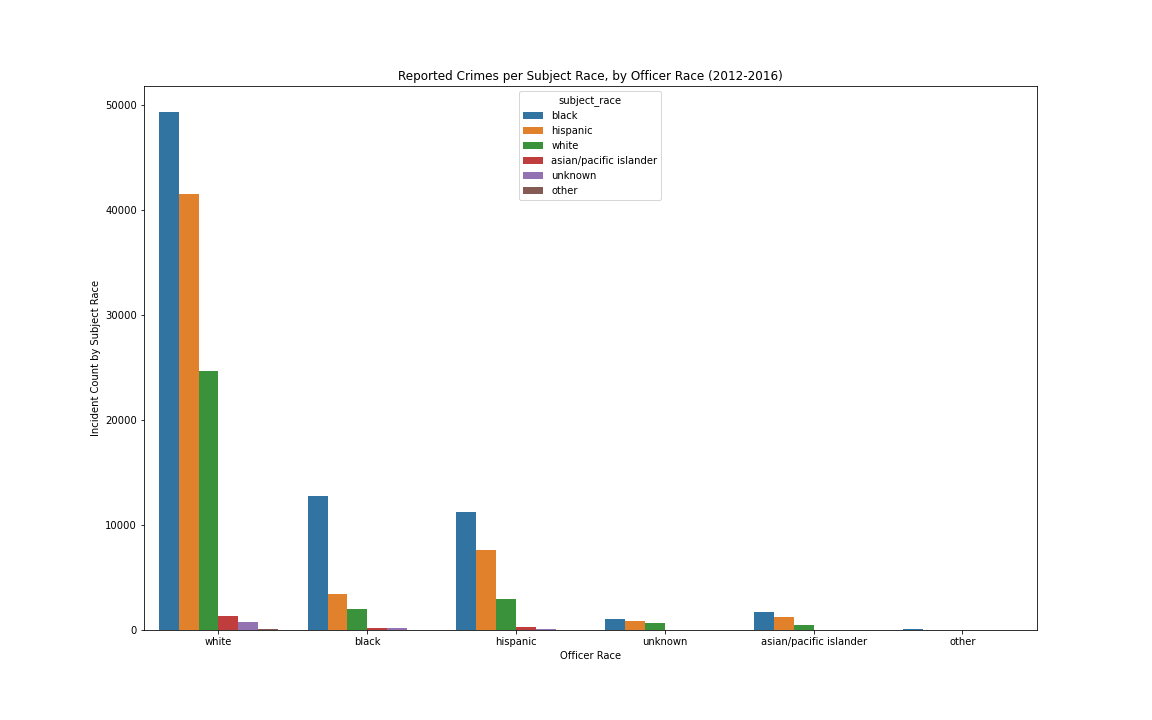 Reported Crimes per Subject Race, by Officer Race (2012-2016)
subject_race
black
hispanic
white
asian/pacific islander
unknown
other
Incident Count by Subject Race
50000
40000
30000
20000
10000
0
white black hispanic unknown asian/pacific islander other
Officer Race